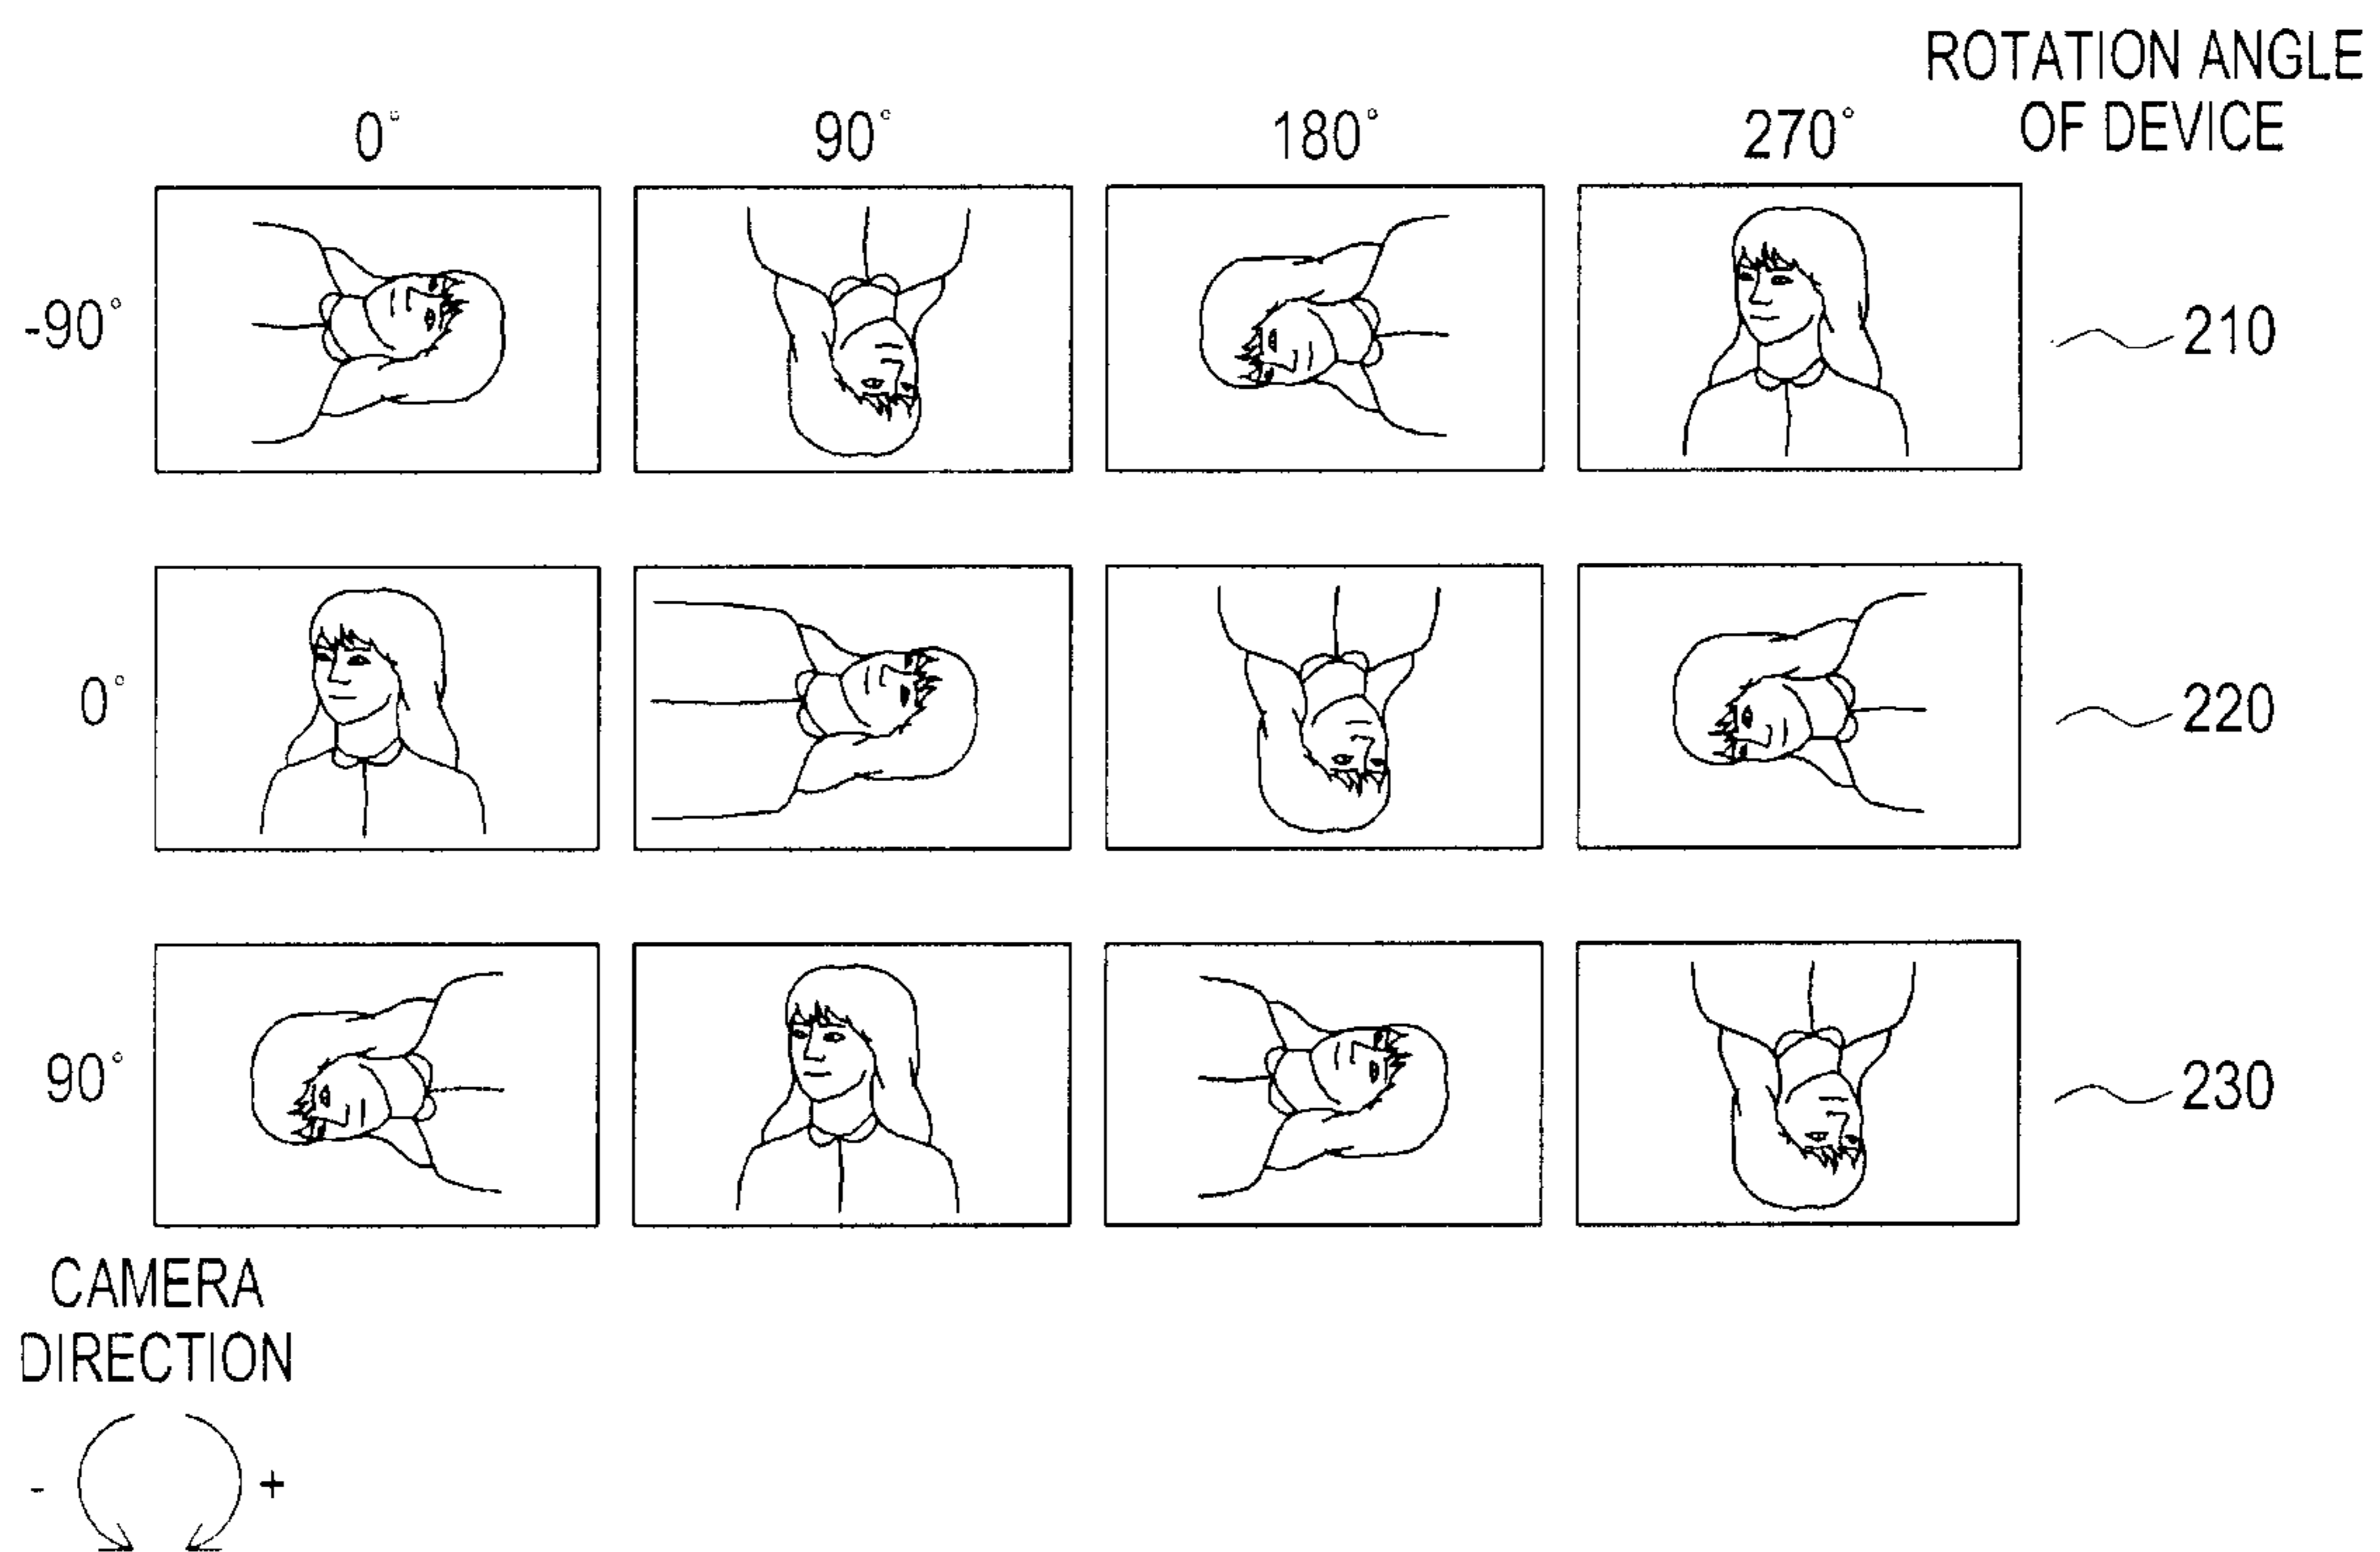 ROTATION ANGLE
OF DEVICE
0° 90° 180° 270°
-90° 210
0° 220
90° 230
CAMERA
DIRECTION
- +